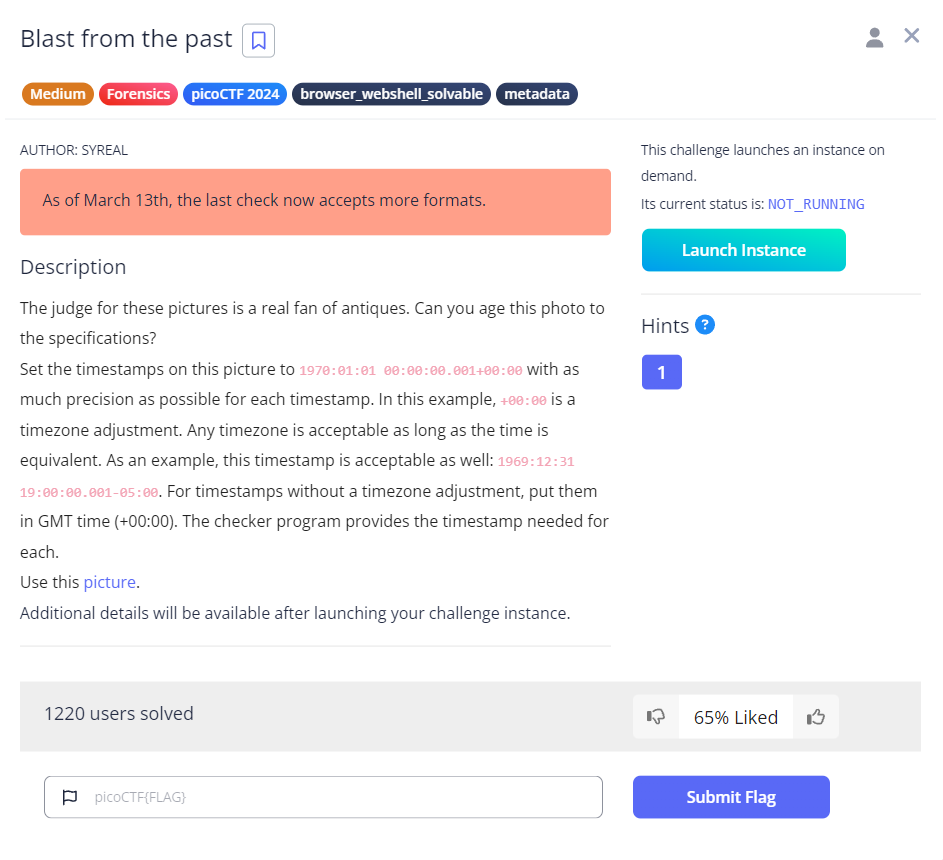 Blast from the past
Medium Forensics picoCTF 2024 browser_webshell_solvable metadata
AUTHOR: SYREAL
As of March 13th, the last check now accepts more formats.
Description
The judge for these pictures is a real fan of antiques. Can you age this photo to
the specifications?
Set the timestamps on this picture to 1970:01:01 00:00:00.001+00:00 with as
much precision as possible for each timestamp. In this example, +00:00 is a
timezone adjustment. Any timezone is acceptable as long as the time is
equivalent. As an example, this timestamp is acceptable as well: 1969:12:31
19:00:00.001-05:00. For timestamps without a timezone adjustment, put them
in GMT time (+00:00). The checker program provides the timestamp needed for
each.
Use this picture.
Additional details will be available after launching your challenge instance.
This challenge launches an instance on
demand.
Its current status is: NOT_RUNNING
Launch Instance
Hints ?
1
1220 users solved
65% Liked
picoCTF{FLAG}
Submit Flag